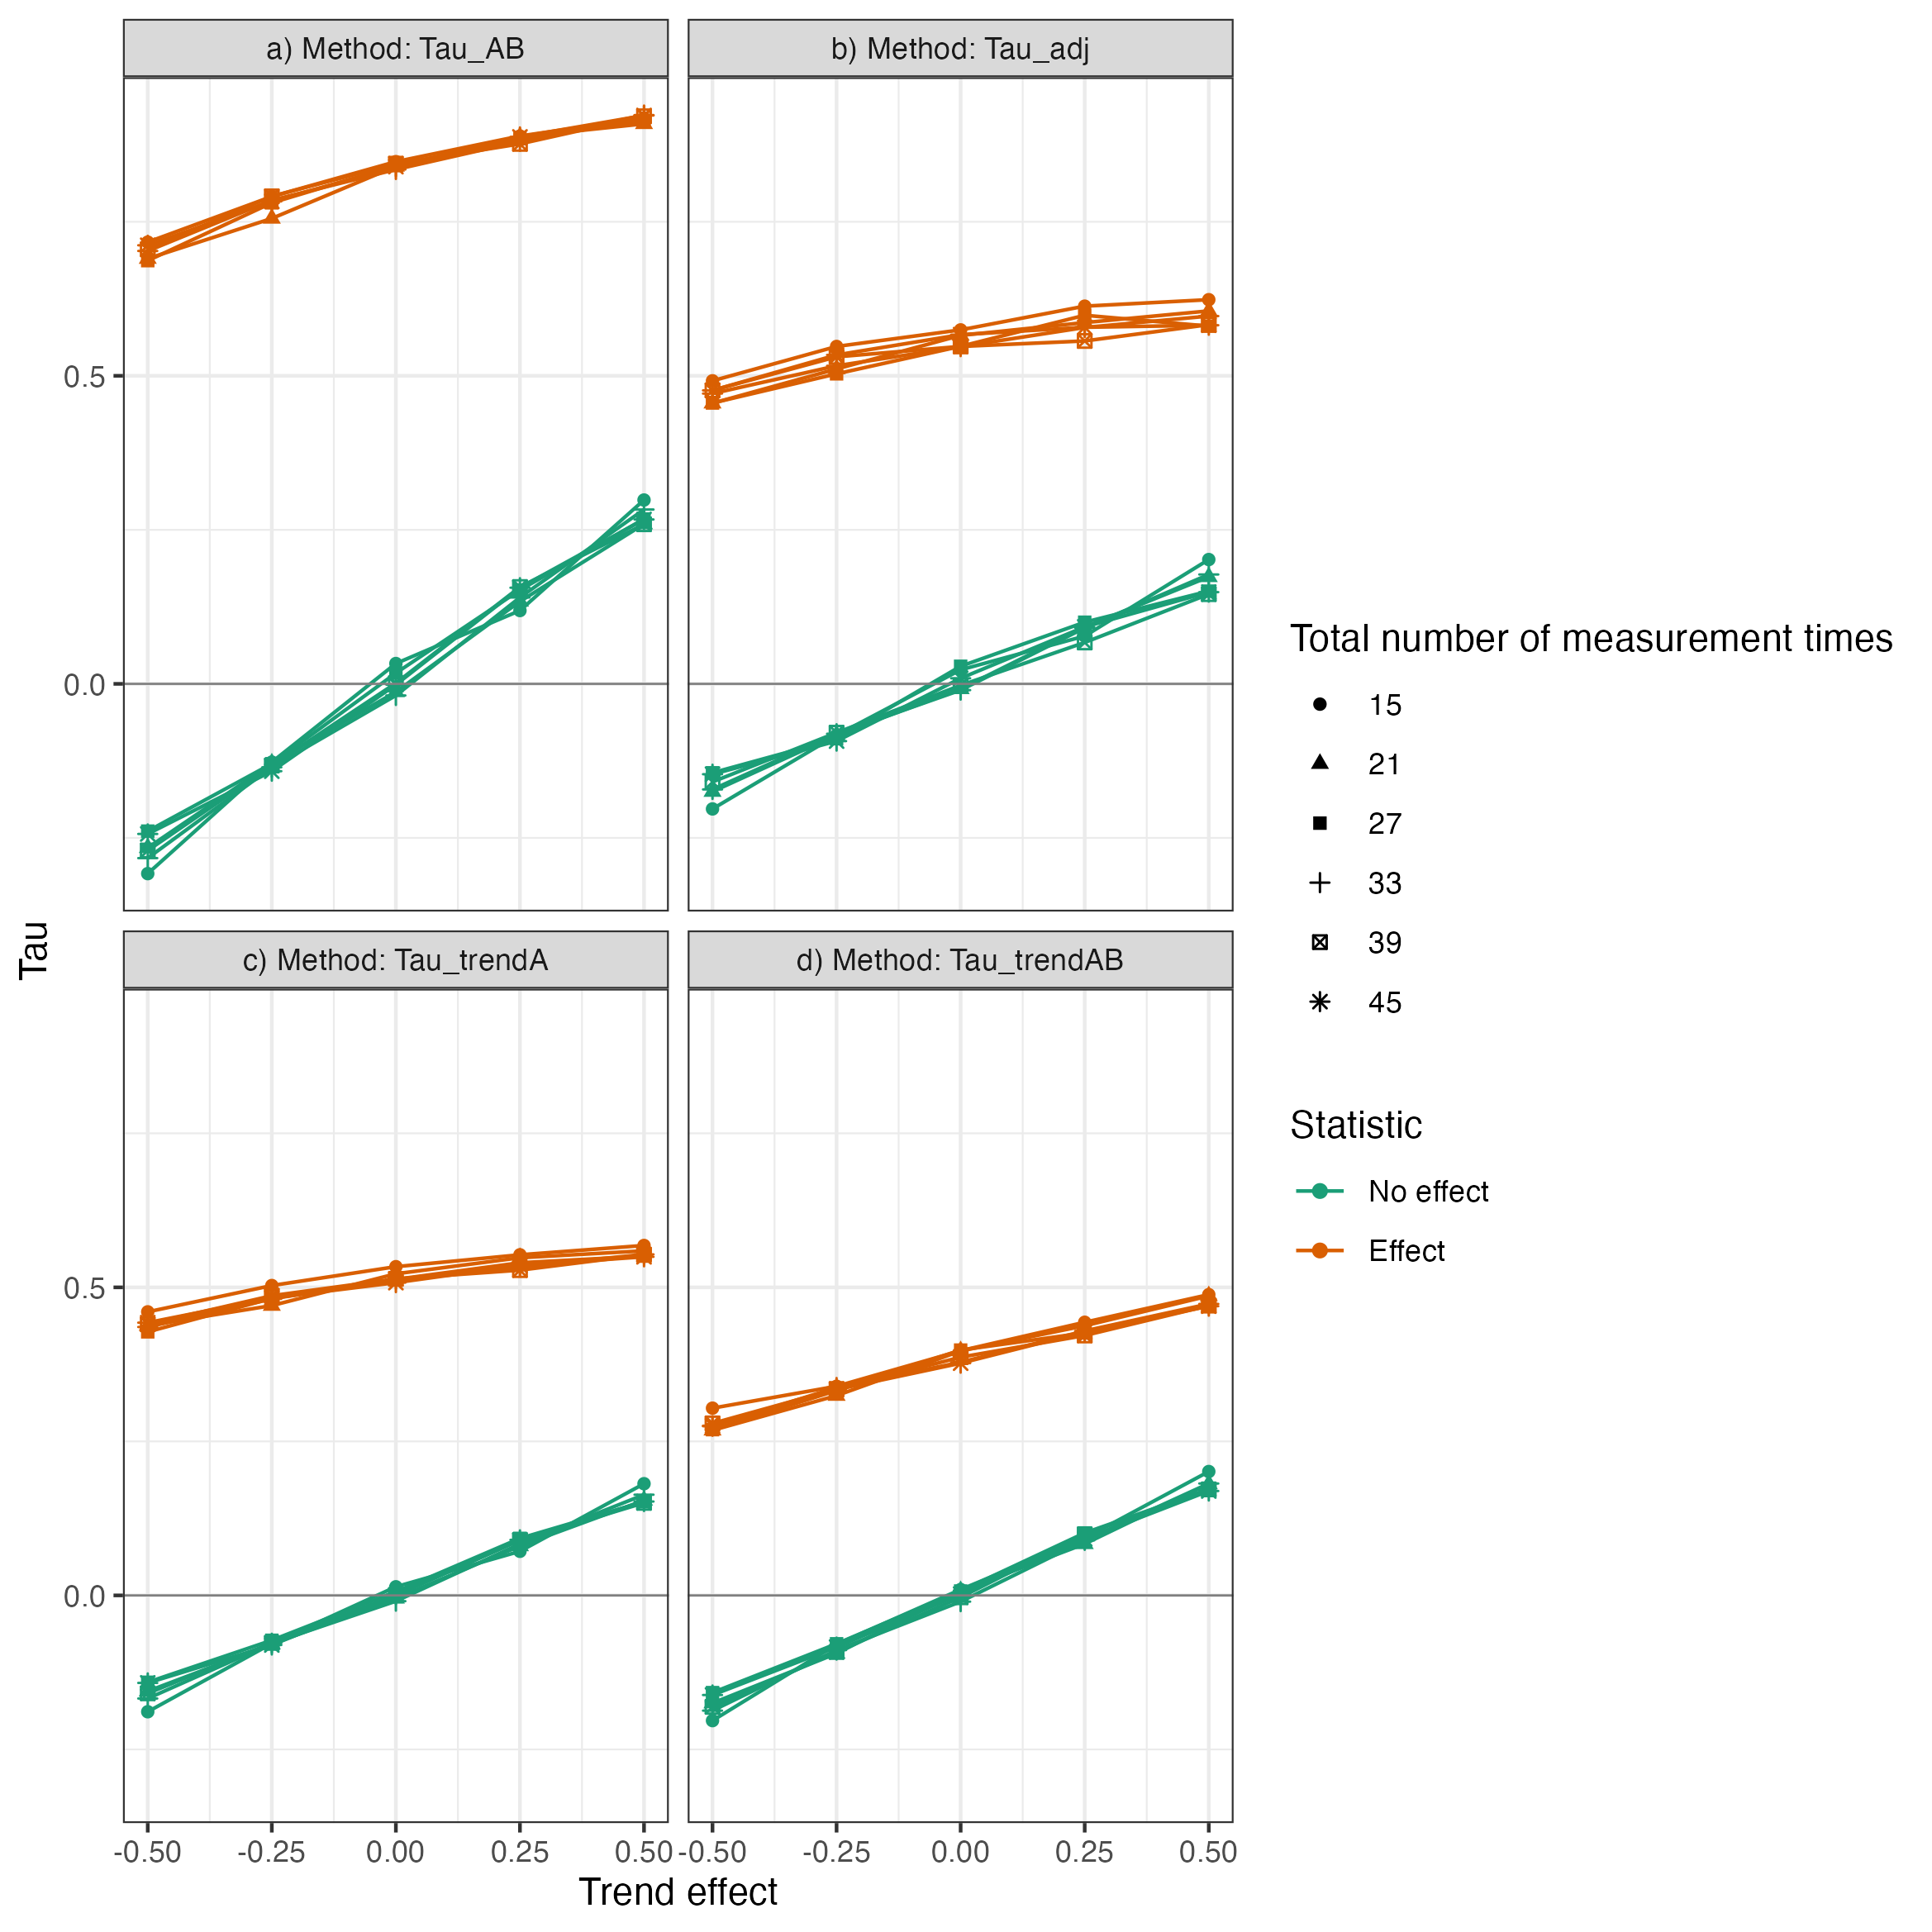 a) Method: Tau_AB
b) Method: Tau_adj
0.5
0.0
Tau
c) Method: Tau_trendA
d) Method: Tau_trendAB
0.5
0.0
-0.50 -0.25 0.00 0.25 0.50
-0.50 -0.25 0.00 0.25 0.50
Trend effect
Total number of measurement times
15
21
27
33
39
45
Statistic
No effect
Effect